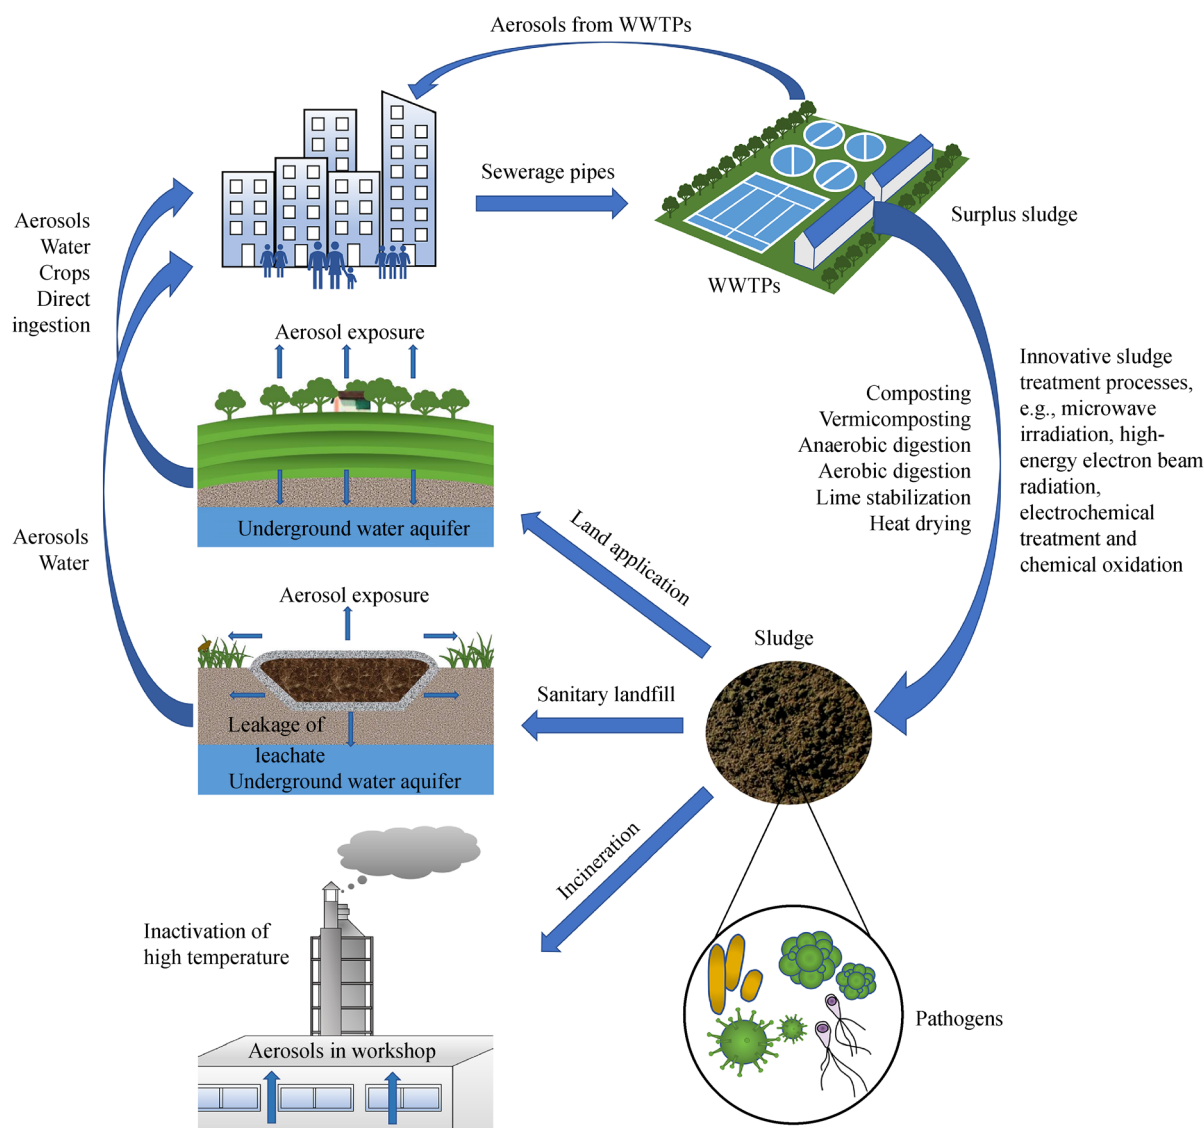 Aerosols from WWTPs
Sewerage pipes
Surplus sludge
WWTPs
Aerosols
Water
Crops
Direct
ingestion
Aerosol exposure
Underground water aquifer
Composting
Vermicomposting
Anaerobic digestion
Aerobic digestion
Lime stabilization
Heat drying
Innovative sludge
treatment processes,
e.g., microwave
irradiation, high-
energy electron beam
radiation,
electrochemical
treatment and
chemical oxidation
Aerosols
Water
Land application
Aerosol exposure
Sludge
Sanitary landfill
Leakage of
leachate
Underground water aquifer
Incineration
Inactivation of
high temperature
Aerosols in workshop
Pathogens